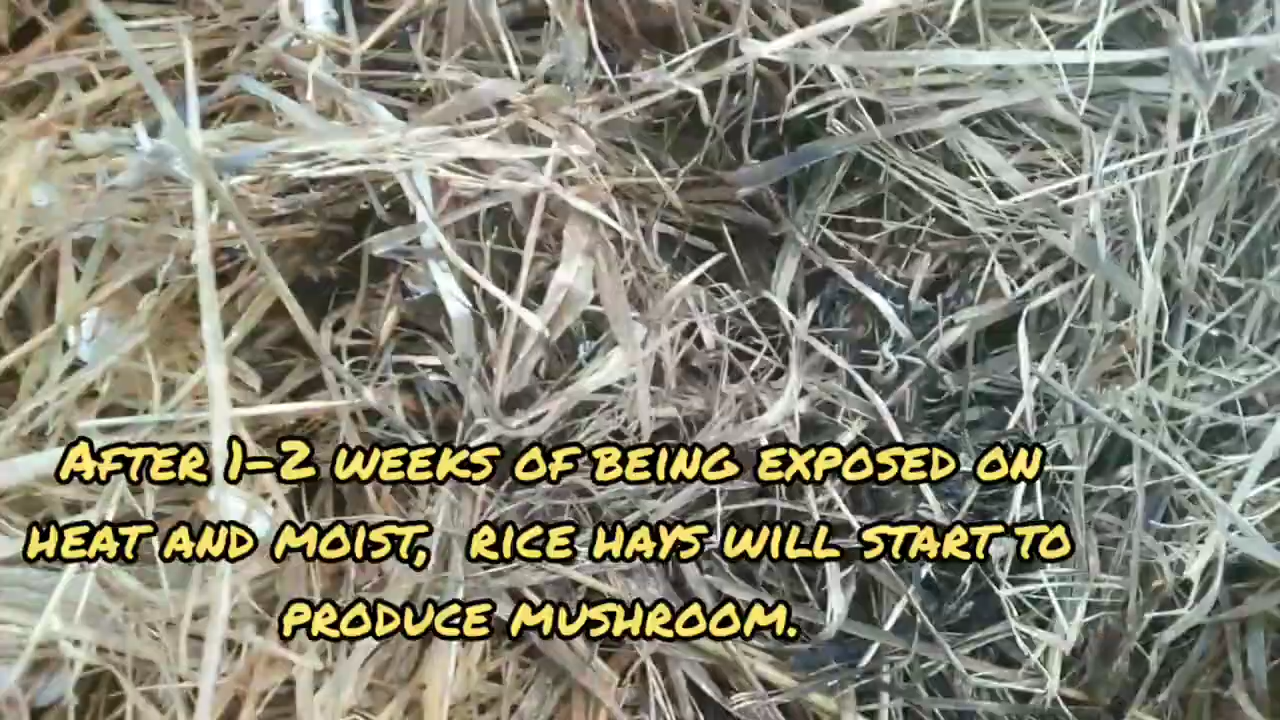 After 1-2 weeks of being exposed on
heat and moist, rice hays will start to
produce mushroom.